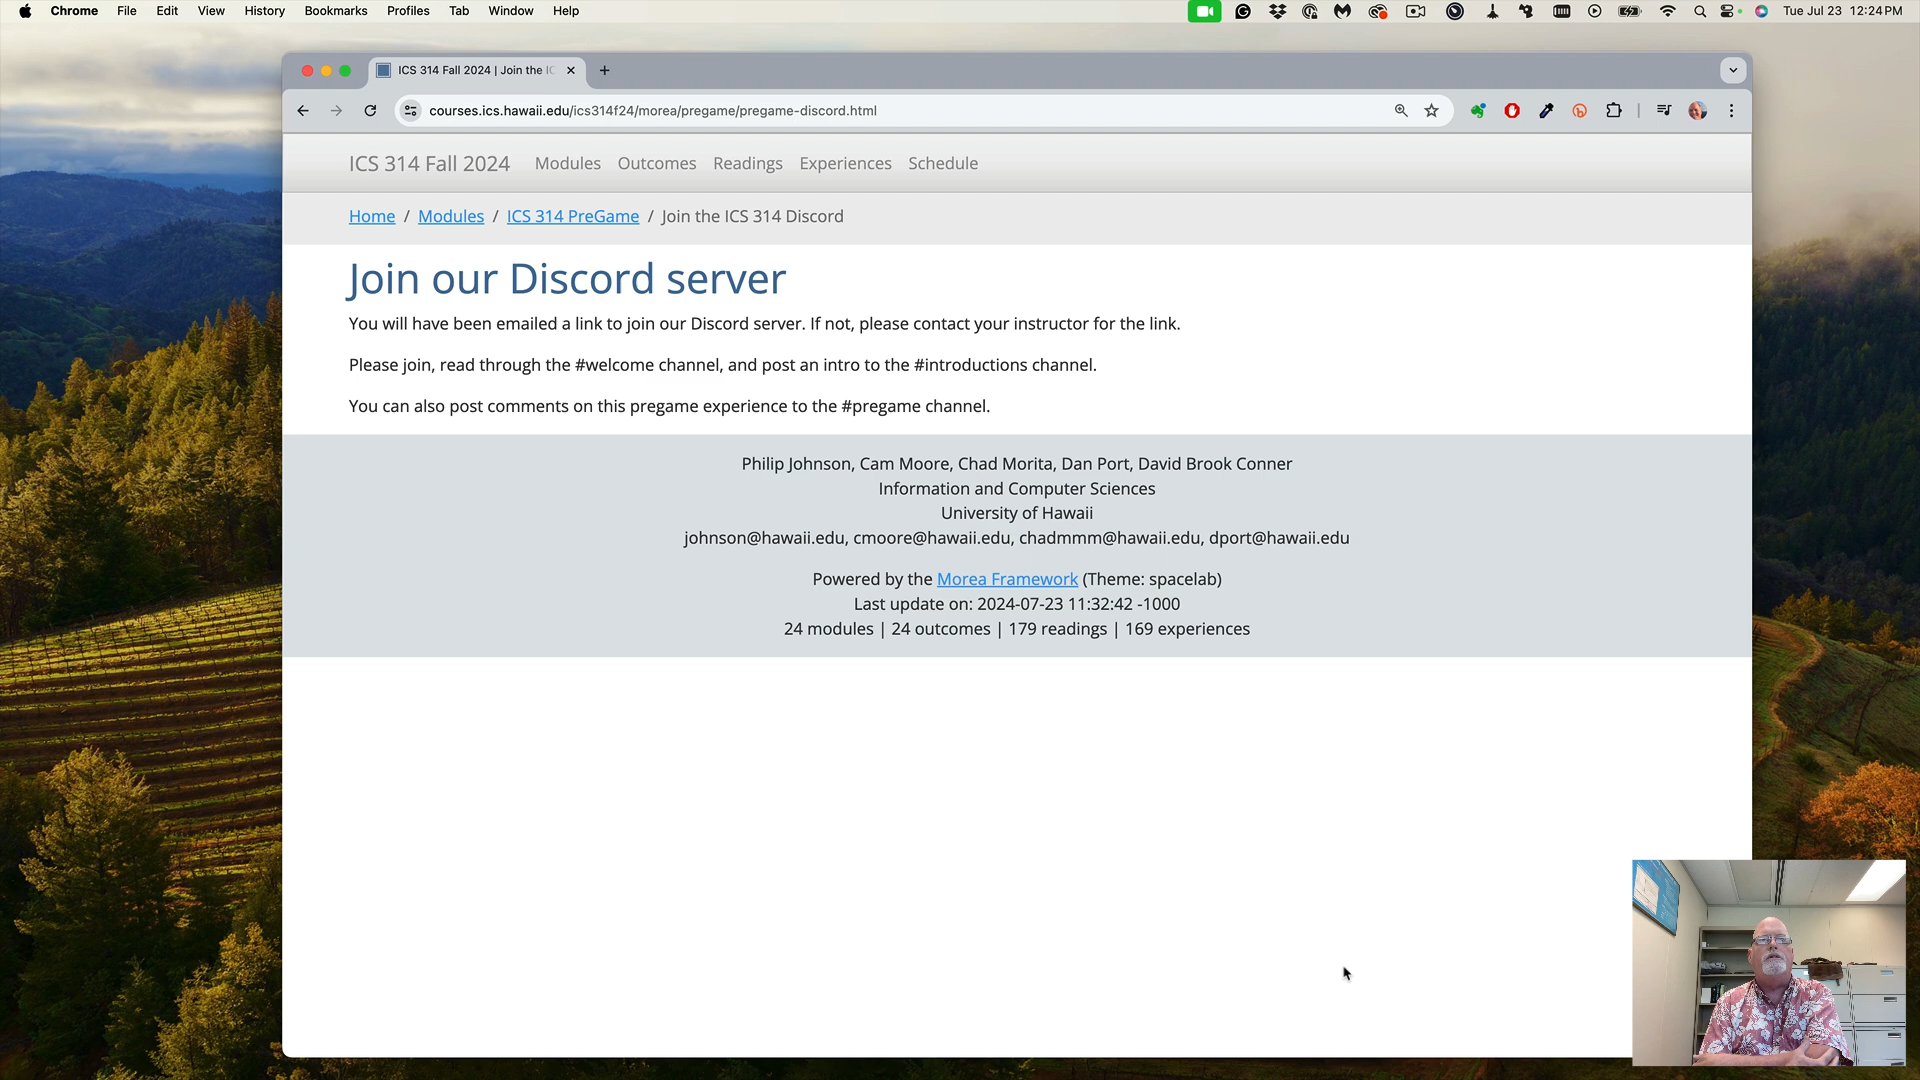 Chrome File Edit View History Bookmarks Profiles Tab Window Help Tue Jul 23 12:24 PM
ICS 314 Fall 2024 | Join the IC
courses.ics.hawaii.edu/ics314f24/morea/pregame/pregame-discord.html
ICS 314 Fall 2024 Modules Outcomes Readings Experiences Schedule
Home / Modules / ICS 314 PreGame / Join the ICS 314 Discord
Join our Discord server
You will have been emailed a link to join our Discord server. If not, please contact your instructor for the link.
Please join, read through the #welcome channel, and post an intro to the #introductions channel.
You can also post comments on this pregame experience to the #pregame channel.
Philip Johnson, Cam Moore, Chad Morita, Dan Port, David Brook Conner
Information and Computer Sciences
University of Hawaii
johnson@hawaii.edu, cmoore@hawaii.edu, chadmmm@hawaii.edu, dport@hawaii.edu
Powered by the Morea Framework (Theme: spacelab)
Last update on: 2024-07-23 11:32:42 -1000
24 modules | 24 outcomes | 179 readings | 169 experiences